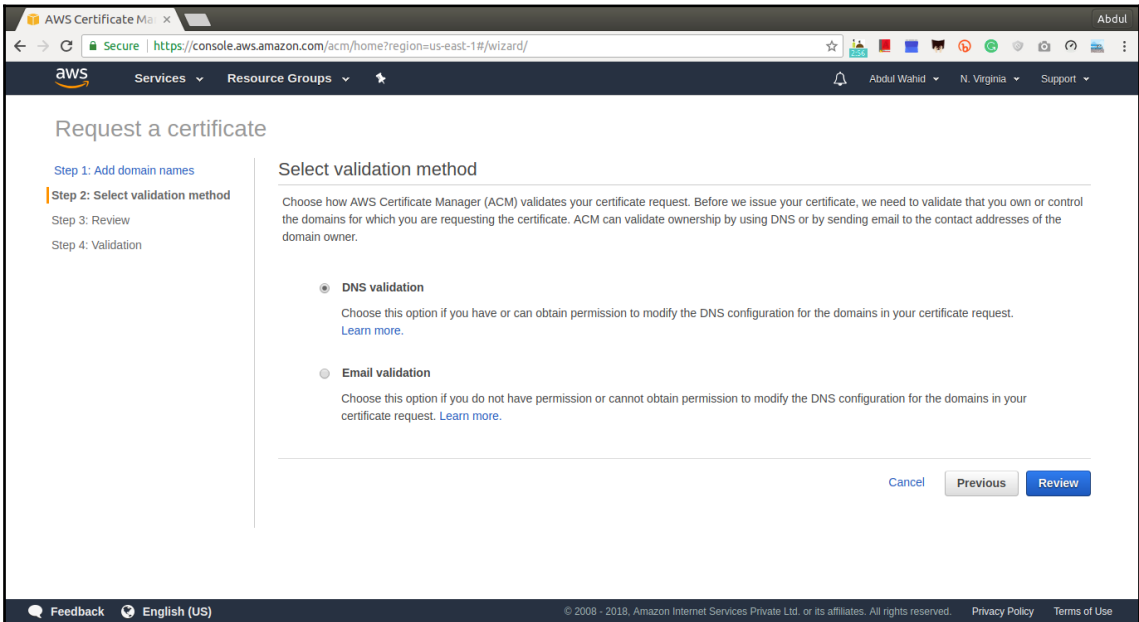 AWS Certificate Ma
Abdul
Secure https://console.aws.amazon.com/acm/home?region=us-east-1#/wizard/
2:56
aws Services Resource Groups Abdul Wahid N. Virginia Support
Request a certificate
Step 1: Add domain names
Step 2: Select validation method
Step 3: Review
Step 4: Validation
Select validation method
Choose how AWS Certificate Manager (ACM) validates your certificate request. Before we issue your certificate, we need to validate that you own or control
the domains for which you are requesting the certificate. ACM can validate ownership by using DNS or by sending email to the contact addresses of the
domain owner.
DNS validation
Choose this option if you have or can obtain permission to modify the DNS configuration for the domains in your certificate request.
Learn more.
Email validation
Choose this option if you do not have permission or cannot obtain permission to modify the DNS configuration for the domains in your
certificate request. Learn more.
Cancel Previous Review
Feedback English (US) © 2008 - 2018, Amazon Internet Services Private Ltd. or its affiliates. All rights reserved. Privacy Policy Terms of Use